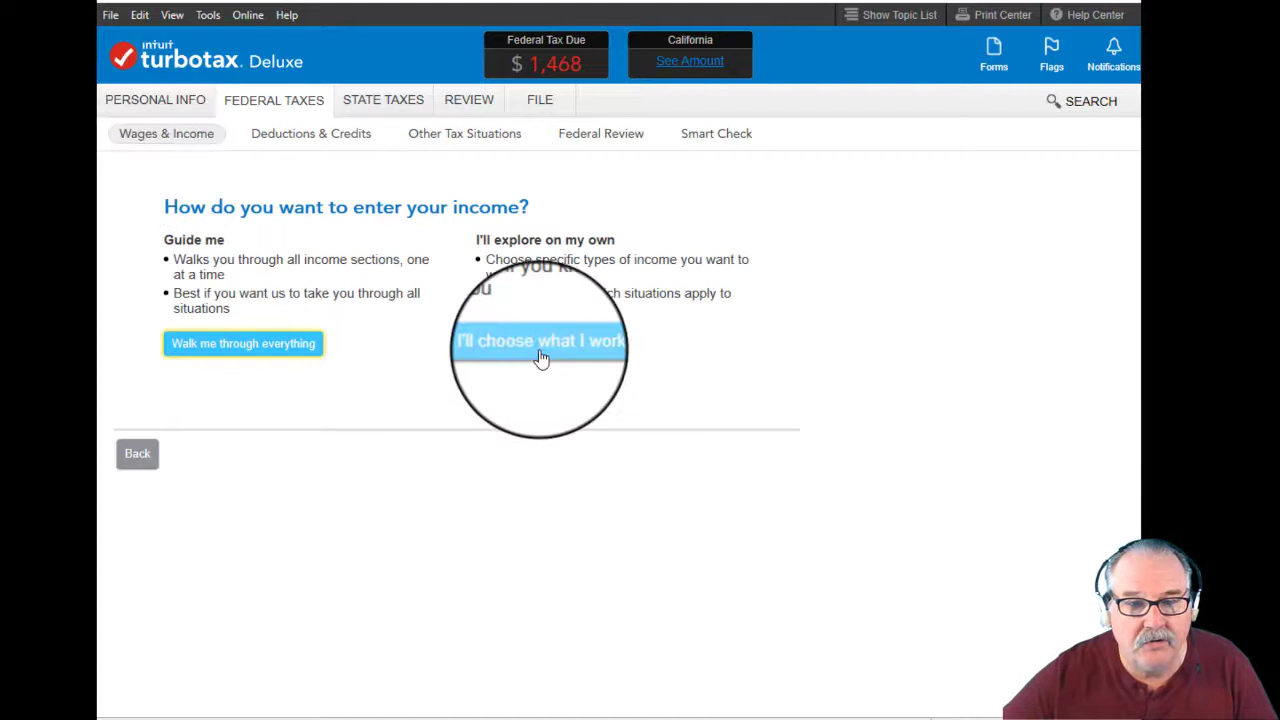 File Edit View Tools Online Help Show Topic List Print Center Help Center
intuit
turbotax. Deluxe
Federal Tax Due
$ 1,468
California
See Amount
Forms Flags Notifications
PERSONAL INFO FEDERAL TAXES STATE TAXES REVIEW FILE SEARCH
Wages & Income Deductions & Credits Other Tax Situations Federal Review Smart Check
How do you want to enter your income?
Guide me
Walks you through all income sections, one
at a time
Best if you want us to take you through all
situations
Walk me through everything
I'll explore on my own
Choose specific types of income you want to
you
situations apply to
I'll choose what I work
Back